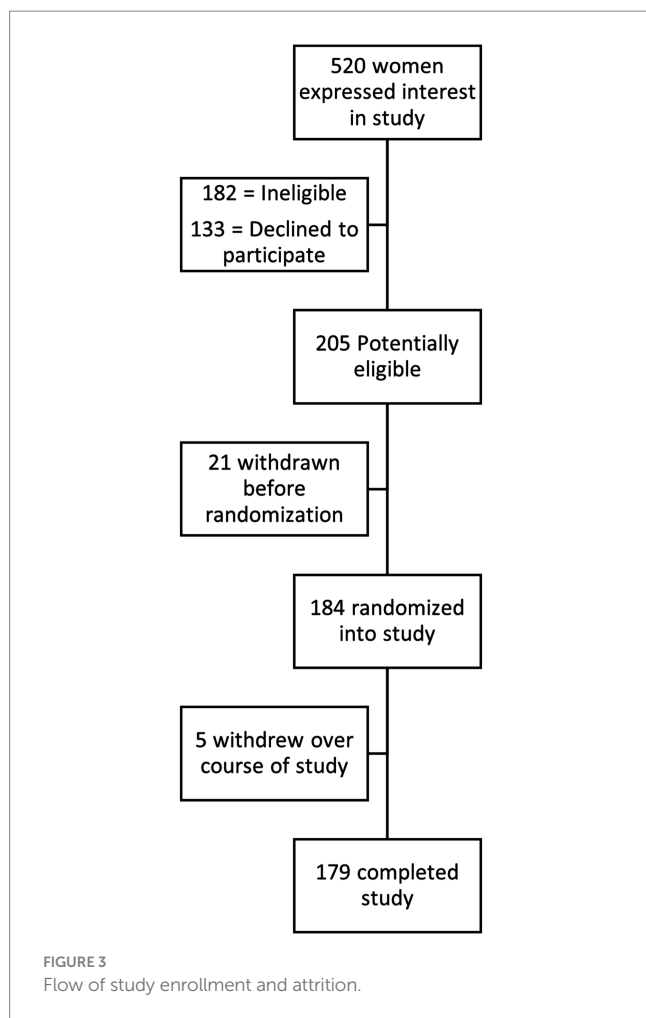 520 women
expressed interest
in study
182 = Ineligible
133 = Declined to
participate
205 Potentially
eligible
21 withdrawn
before
randomization
184 randomized
into study
5 withdrew over
course of study
179 completed
study
FIGURE 3
Flow of study enrollment and attrition.